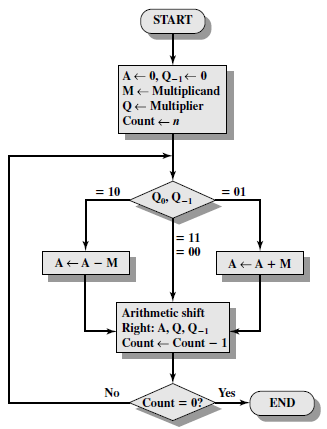 START
A ← 0, Q₋₁ ← 0
M ← Multiplicand
Q ← Multiplier
Count ← n
= 10
Q₀, Q₋₁
= 01
= 11
= 00
A ← A − M
A ← A + M
Arithmetic shift
Right: A, Q, Q₋₁
Count ← Count − 1
No
Count = 0?
Yes
END